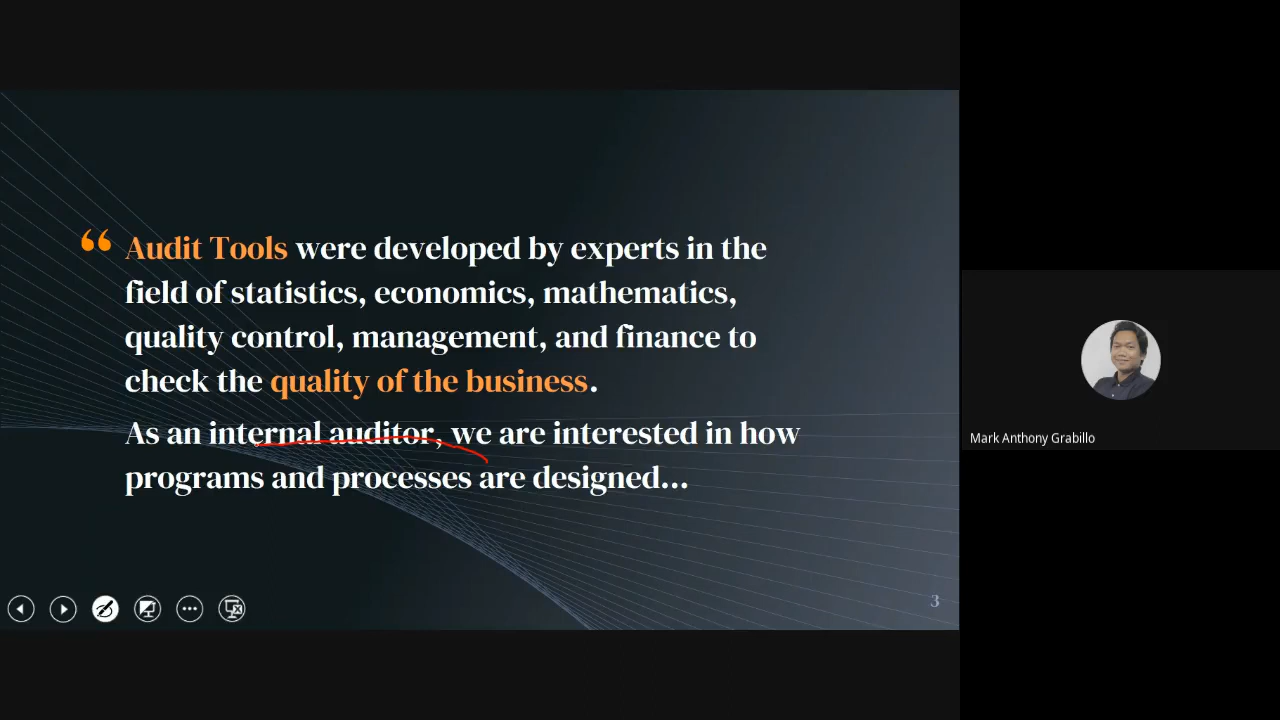 “ Audit Tools were developed by experts in the
field of statistics, economics, mathematics,
quality control, management, and finance to
check the quality of the business.
As an internal auditor, we are interested in how
programs and processes are designed...
3
Mark Anthony Grabillo